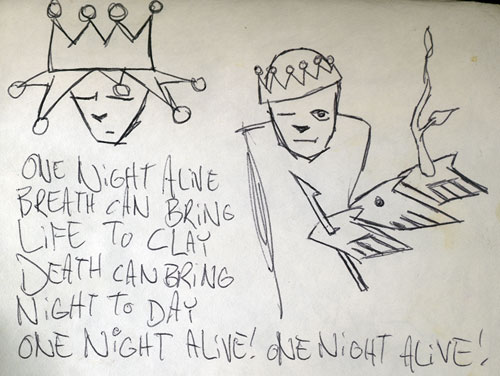 ONE NIGHT ALIVE
BREATH CAN BRING
LIFE TO CLAY
DEATH CAN BRING
NIGHT TO DAY
ONE NIGHT ALIVE! ONE NIGHT ALIVE!